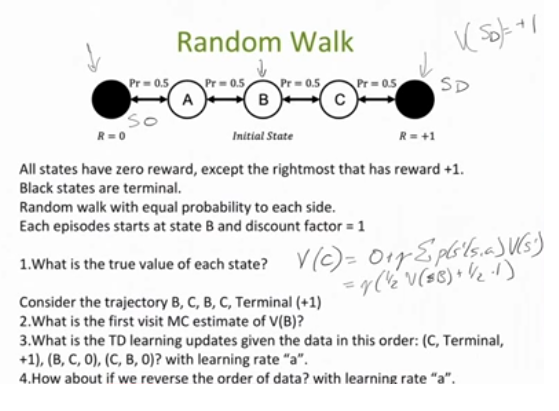 Random Walk
V(S_D)=+1
Pr = 0.5 Pr = 0.5 Pr = 0.5 Pr = 0.5
A B C
SO SD
R = 0 Initial State R = +1
All states have zero reward, except the rightmost that has reward +1.
Black states are terminal.
Random walk with equal probability to each side.
Each episodes starts at state B and discount factor = 1
1.What is the true value of each state?
V(C)= 0+γ Σ p(s'|s,a) V(s')
= γ(1/2 V(sB)+1/2 ·1)
Consider the trajectory B, C, B, C, Terminal (+1)
2.What is the first visit MC estimate of V(B)?
3.What is the TD learning updates given the data in this order: (C, Terminal,
+1), (B, C, 0), (C, B, 0)? with learning rate “a”.
4.How about if we reverse the order of data? with learning rate “a”.